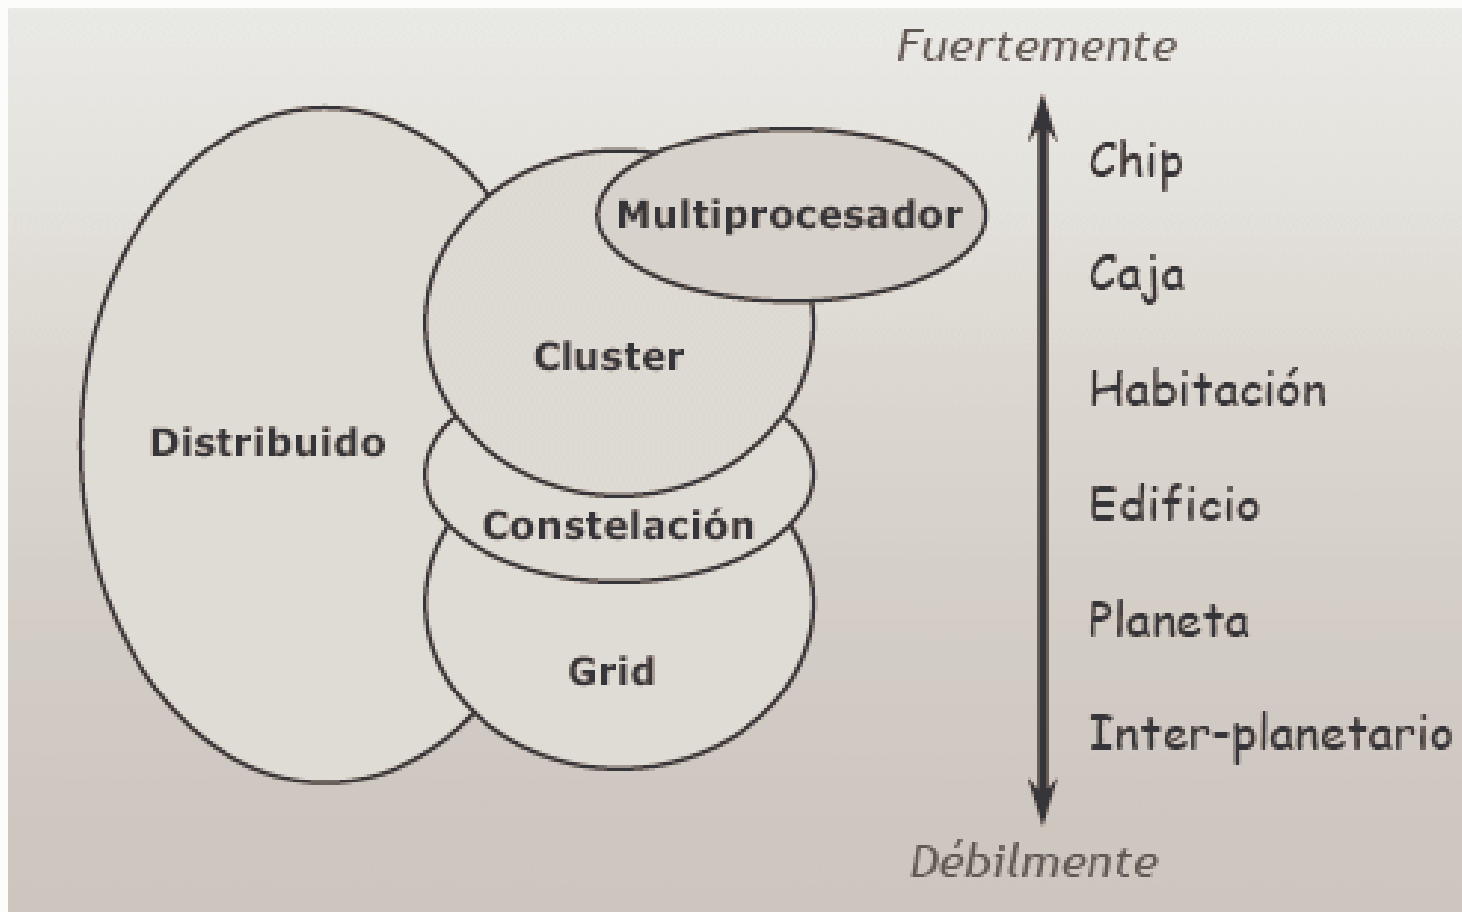 Fuertemente
Chip
Multiprocesador
Caja
Cluster
Habitación
Distribuido
Edificio
Constelación
Planeta
Grid
Inter-planetario
Débilmente